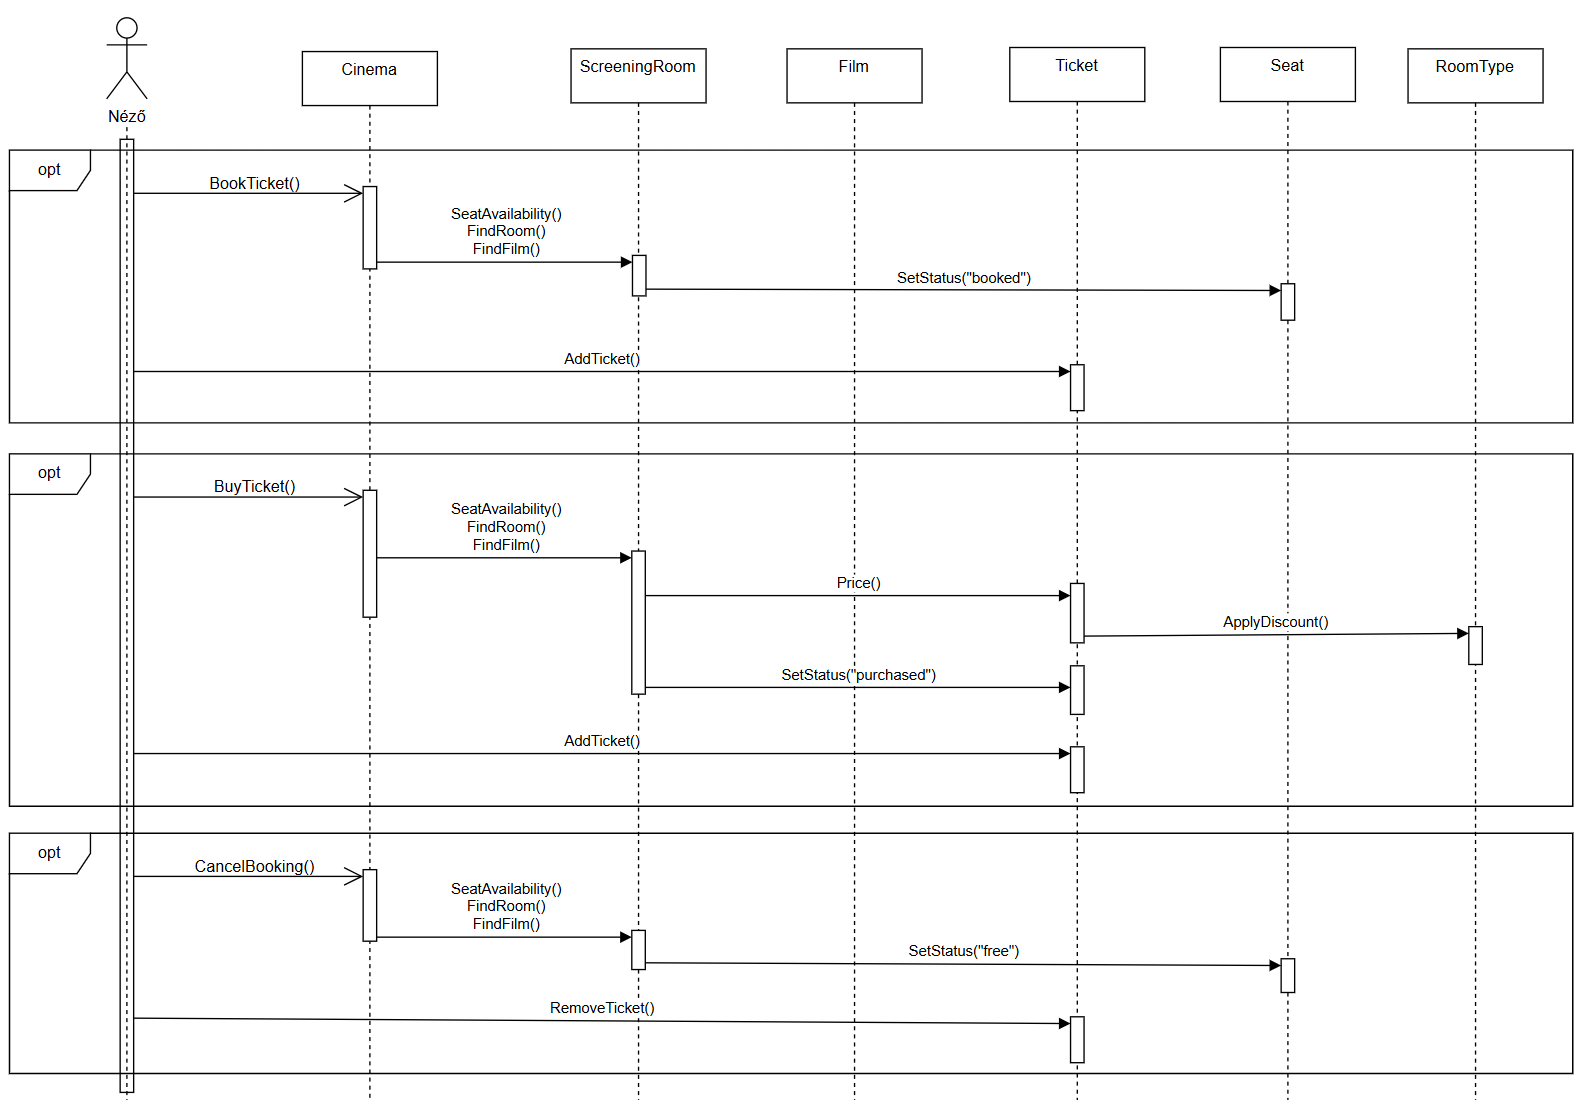 Néző
Cinema
ScreeningRoom
Film
Ticket
Seat
RoomType
opt
BookTicket()
SeatAvailability()
FindRoom()
FindFilm()
SetStatus("booked")
AddTicket()
opt
BuyTicket()
SeatAvailability()
FindRoom()
FindFilm()
Price()
ApplyDiscount()
SetStatus("purchased")
AddTicket()
opt
CancelBooking()
SeatAvailability()
FindRoom()
FindFilm()
SetStatus("free")
RemoveTicket()